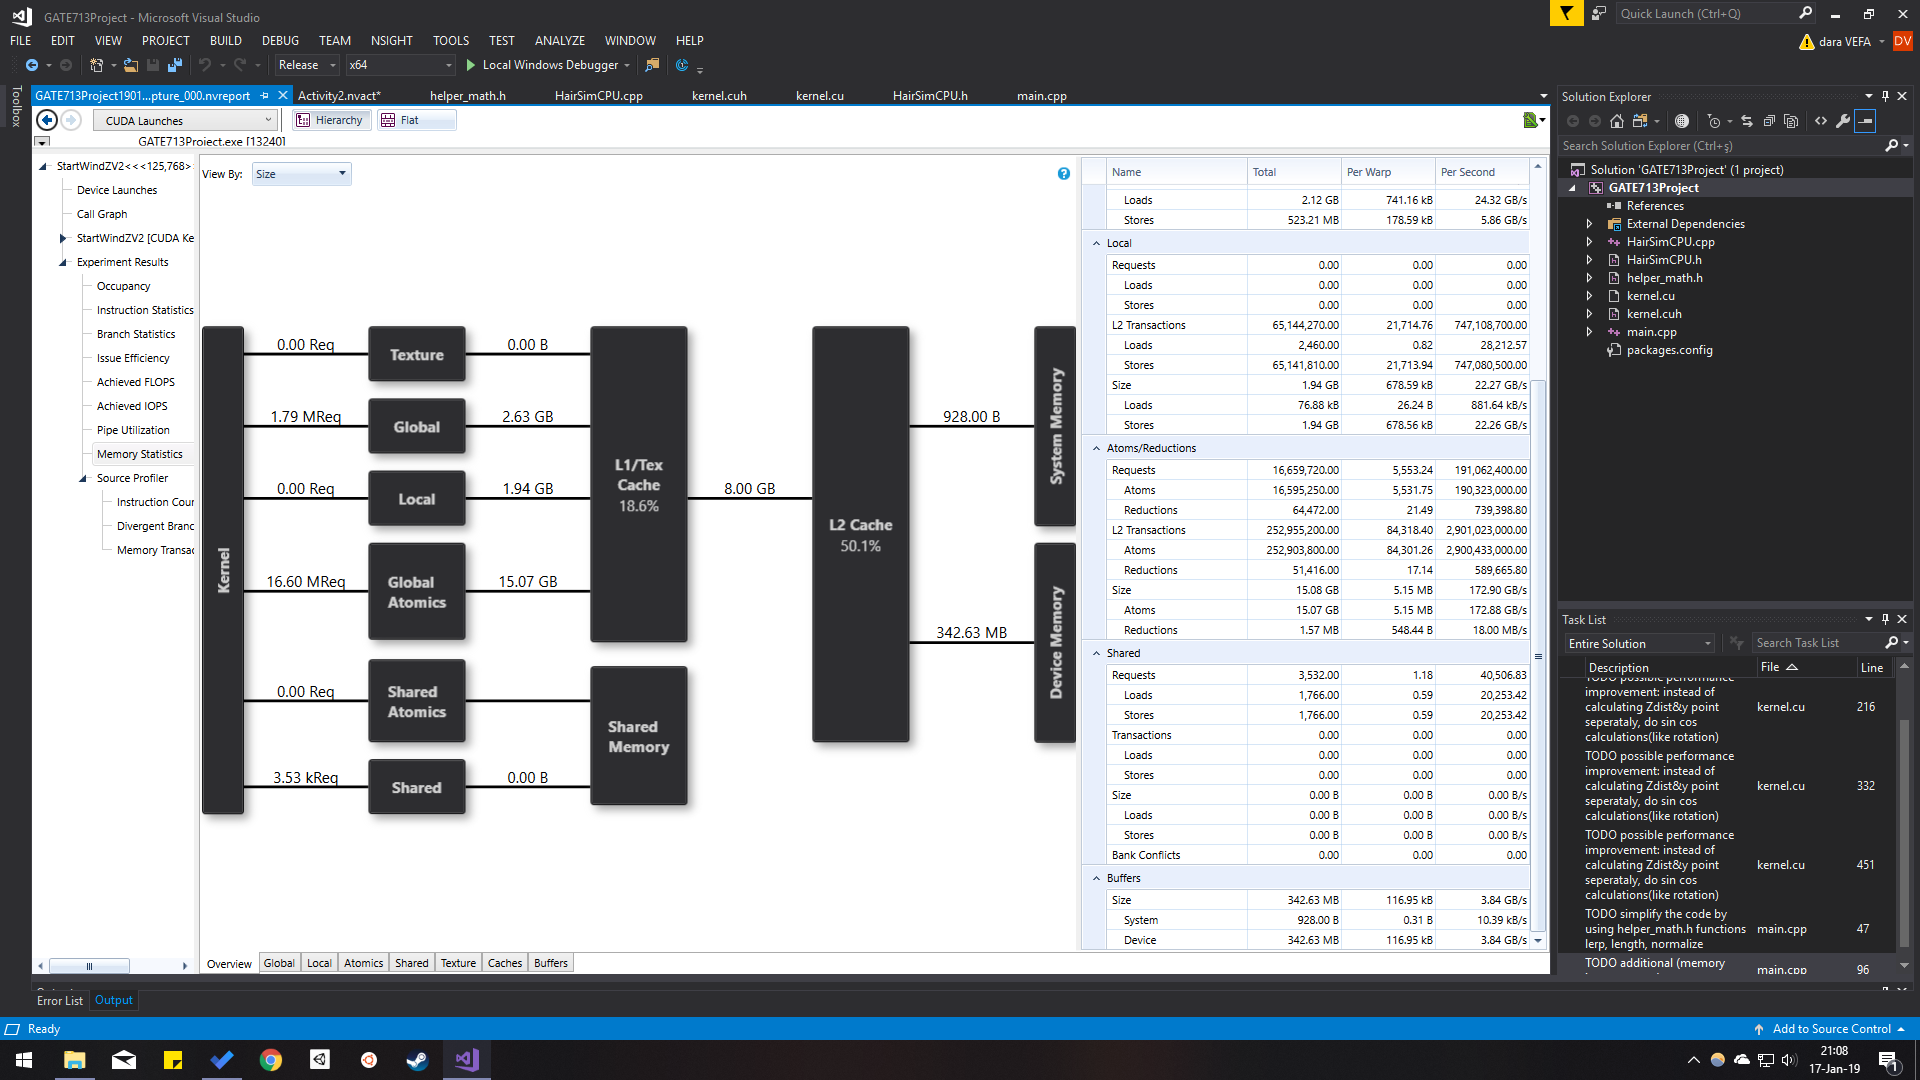 GATE713Project - Microsoft Visual Studio
Quick Launch (Ctrl+Q)
FILE EDIT VIEW PROJECT BUILD DEBUG TEAM NSIGHT TOOLS TEST ANALYZE WINDOW HELP
dara VEFA DV
Release x64 Local Windows Debugger
Toolbox
GATE713Project1901...pture_000.nvreport Activity2.nvact* helper_math.h HairSimCPU.cpp kernel.cuh kernel.cu HairSimCPU.h main.cpp
CUDA Launches Hierarchy Flat
GATE713Project.exe [13240]
StartWindZV2<<<125,768>
Device Launches
Call Graph
StartWindZV2 [CUDA Ke
Experiment Results
Occupancy
Instruction Statistics
Branch Statistics
Issue Efficiency
Achieved FLOPS
Achieved IOPS
Pipe Utilization
Memory Statistics
Source Profiler
Instruction Cour
Divergent Branc
Memory Transac
View By: Size
Kernel
0.00 Req Texture 0.00 B
1.79 MReq Global 2.63 GB
0.00 Req Local 1.94 GB
16.60 MReq Global Atomics 15.07 GB
0.00 Req Shared Atomics
3.53 kReq Shared 0.00 B
L1/Tex Cache 18.6%
Shared Memory
8.00 GB
L2 Cache 50.1%
928.00 B System Memory
342.63 MB Device Memory
Overview Global Local Atomics Shared Texture Caches Buffers
Name Total Per Warp Per Second
Loads 2.12 GB 741.16 kB 24.32 GB/s
Stores 523.21 MB 178.59 kB 5.86 GB/s
Local
Requests 0.00 0.00 0.00
Loads 0.00 0.00 0.00
Stores 0.00 0.00 0.00
L2 Transactions 65,144,270.00 21,714.76 747,108,700.00
Loads 2,460.00 0.82 28,212.57
Stores 65,141,810.00 21,713.94 747,080,500.00
Size 1.94 GB 678.59 kB 22.27 GB/s
Loads 76.88 kB 26.24 B 881.64 kB/s
Stores 1.94 GB 678.56 kB 22.26 GB/s
Atoms/Reductions
Requests 16,659,720.00 5,553.24 191,062,400.00
Atoms 16,595,250.00 5,531.75 190,323,000.00
Reductions 64,472.00 21.49 739,398.80
L2 Transactions 252,955,200.00 84,318.40 2,901,023,000.00
Atoms 252,903,800.00 84,301.26 2,900,433,000.00
Reductions 51,416.00 17.14 589,665.80
Size 15.08 GB 5.15 MB 172.90 GB/s
Atoms 15.07 GB 5.15 MB 172.88 GB/s
Reductions 1.57 MB 548.44 B 18.00 MB/s
Shared
Requests 3,532.00 1.18 40,506.83
Loads 1,766.00 0.59 20,253.42
Stores 1,766.00 0.59 20,253.42
Transactions 0.00 0.00 0.00
Loads 0.00 0.00 0.00
Stores 0.00 0.00 0.00
Size 0.00 B 0.00 B 0.00 B/s
Loads 0.00 B 0.00 B 0.00 B/s
Stores 0.00 B 0.00 B 0.00 B/s
Bank Conflicts 0.00 0.00 0.00
Buffers
Size 342.63 MB 116.95 kB 3.84 GB/s
System 928.00 B 0.31 B 10.39 kB/s
Device 342.63 MB 116.95 kB 3.84 GB/s
Solution Explorer
Search Solution Explorer (Ctrl+ş)
Solution 'GATE713Project' (1 project)
GATE713Project
References
External Dependencies
HairSimCPU.cpp
HairSimCPU.h
helper_math.h
kernel.cu
kernel.cuh
main.cpp
packages.config
Task List
Entire Solution Search Task List
Description File Line
TODO possible performance
improvement: instead of
calculating Zdist&y point kernel.cu 216
seperataly, do sin cos
calculations(like rotation)
TODO possible performance
improvement: instead of
calculating Zdist&y point kernel.cu 332
seperataly, do sin cos
calculations(like rotation)
TODO possible performance
improvement: instead of
calculating Zdist&y point kernel.cu 451
seperataly, do sin cos
calculations(like rotation)
TODO simplify the code by
using helper_math.h functions main.cpp 47
lerp, length, normalize
TODO additional (memory main.cpp 96
Error List Output
Ready
Add to Source Control
21:08
17-Jan-19
1